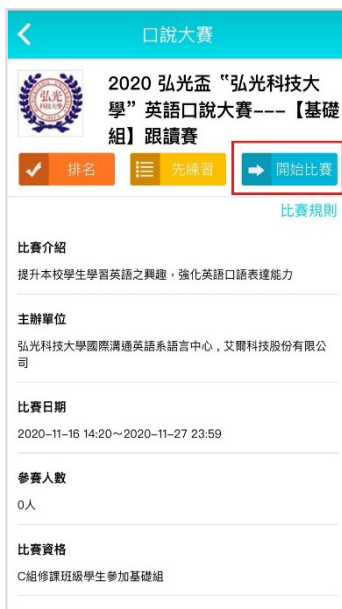 口說大賽
弘光
科技大學
2020 弘光盃 “弘光科技大
學” 英語口說大賽---【基礎
組】跟讀賽
排名
先練習
開始比賽
比賽規則
比賽介紹
提升本校學生學習英語之興趣，強化英語口語表達能力
主辦單位
弘光科技大學國際溝通英語系語言中心 , 艾爾科技股份有限公
司
比賽日期
2020-11-16 14:20～2020-11-27 23:59
參賽人數
0人
比賽資格
C組修課班級學生參加基礎組